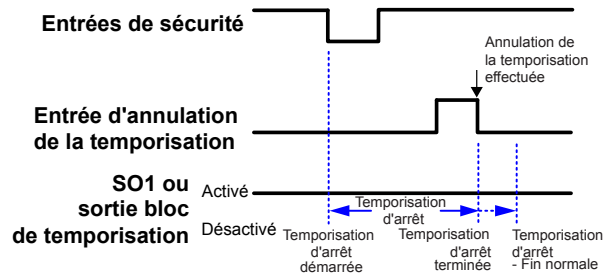 Entrées de sécurité
Annulation de
la temporisation
effectuée
Entrée d'annulation
de la temporisation
SO1 ou
sortie bloc
de temporisation
Activé
Désactivé
Temporisation
d'arrêt
Temporisation
d'arrêt
démarrée
Temporisation
d'arrêt
terminée
Temporisation
d'arrêt
- Fin normale